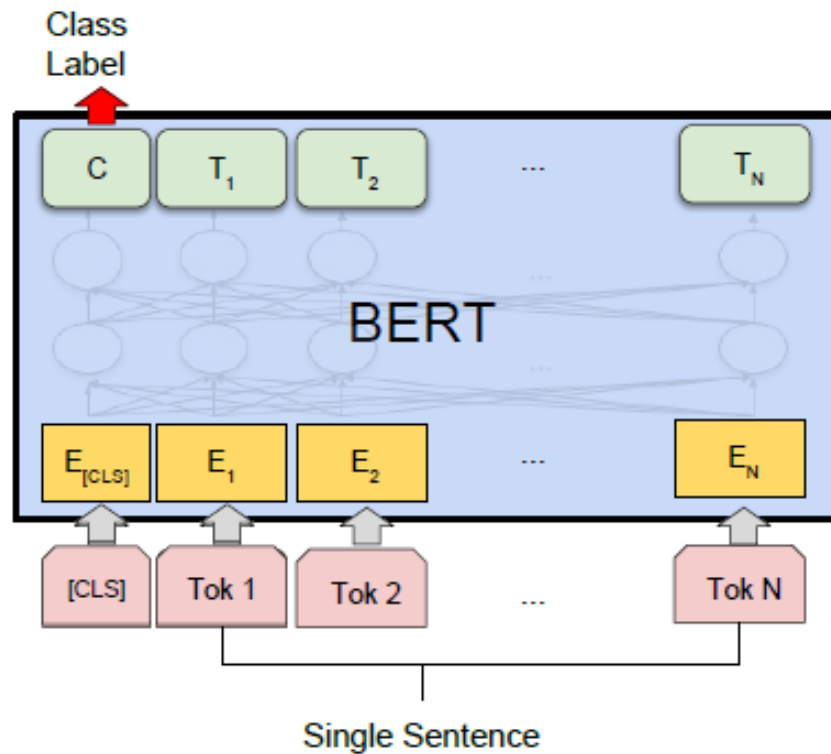 Class
Label
C T1 T2 ... TN
...
BERT
...
E[CLS] E1 E2 ... EN
[CLS] Tok 1 Tok 2 ... Tok N
Single Sentence